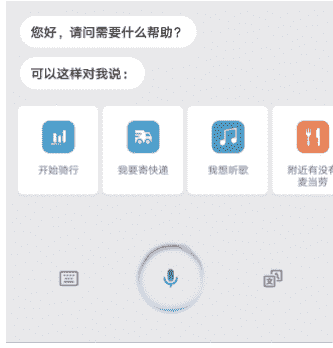 您好，请问需要什么帮助？
可以这样对我说：
开始骑行
我要寄快递
我想听歌
附近有没有
麦当劳